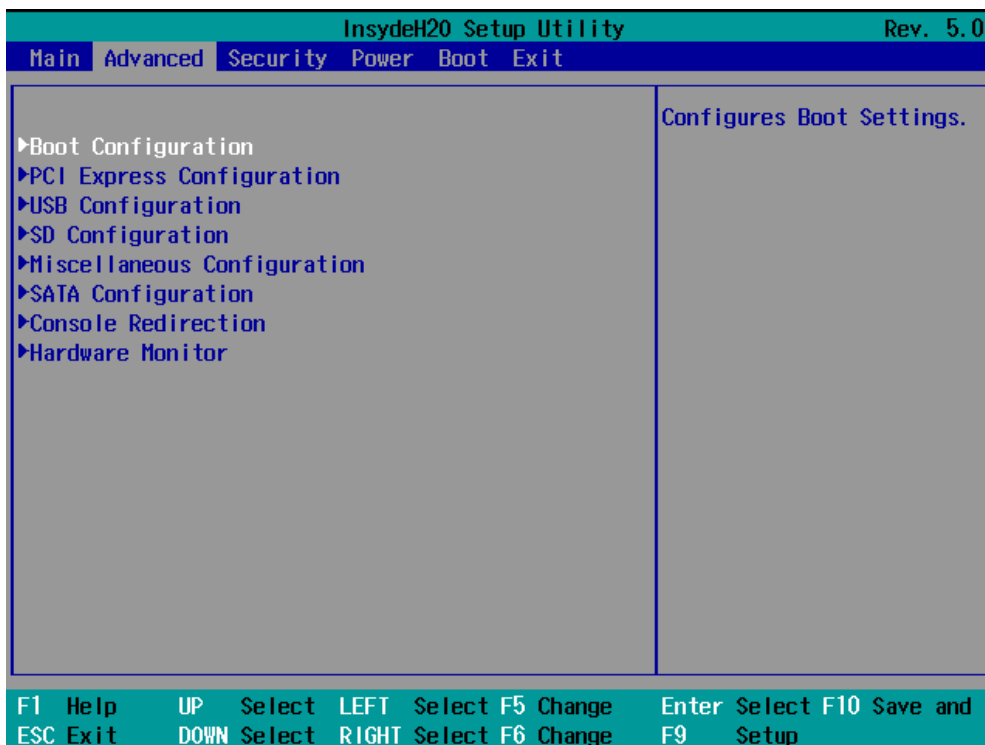 InsydeH20 Setup Utility Rev. 5.0
Main Advanced Security Power Boot Exit
Configures Boot Settings.
▶Boot Configuration
▶PCI Express Configuration
▶USB Configuration
▶SD Configuration
▶Miscellaneous Configuration
▶SATA Configuration
▶Console Redirection
▶Hardware Monitor
F1 Help UP Select LEFT Select F5 Change Enter Select F10 Save and
ESC Exit DOWN Select RIGHT Select F6 Change F9 Setup